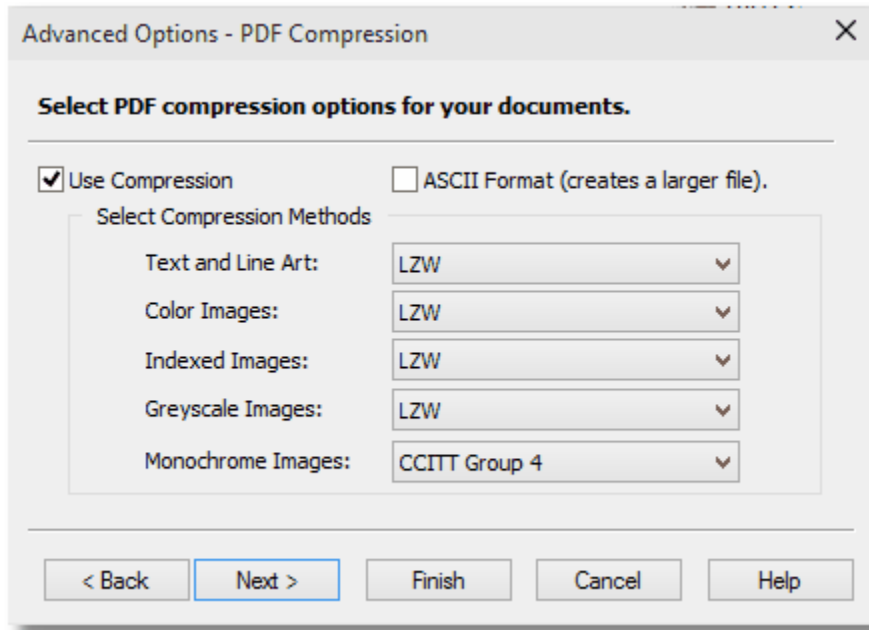 Advanced Options - PDF Compression
Select PDF compression options for your documents.
Use Compression
ASCII Format (creates a larger file).
Select Compression Methods
Text and Line Art: LZW
Color Images: LZW
Indexed Images: LZW
Greyscale Images: LZW
Monochrome Images: CCITT Group 4
< Back Next > Finish Cancel Help